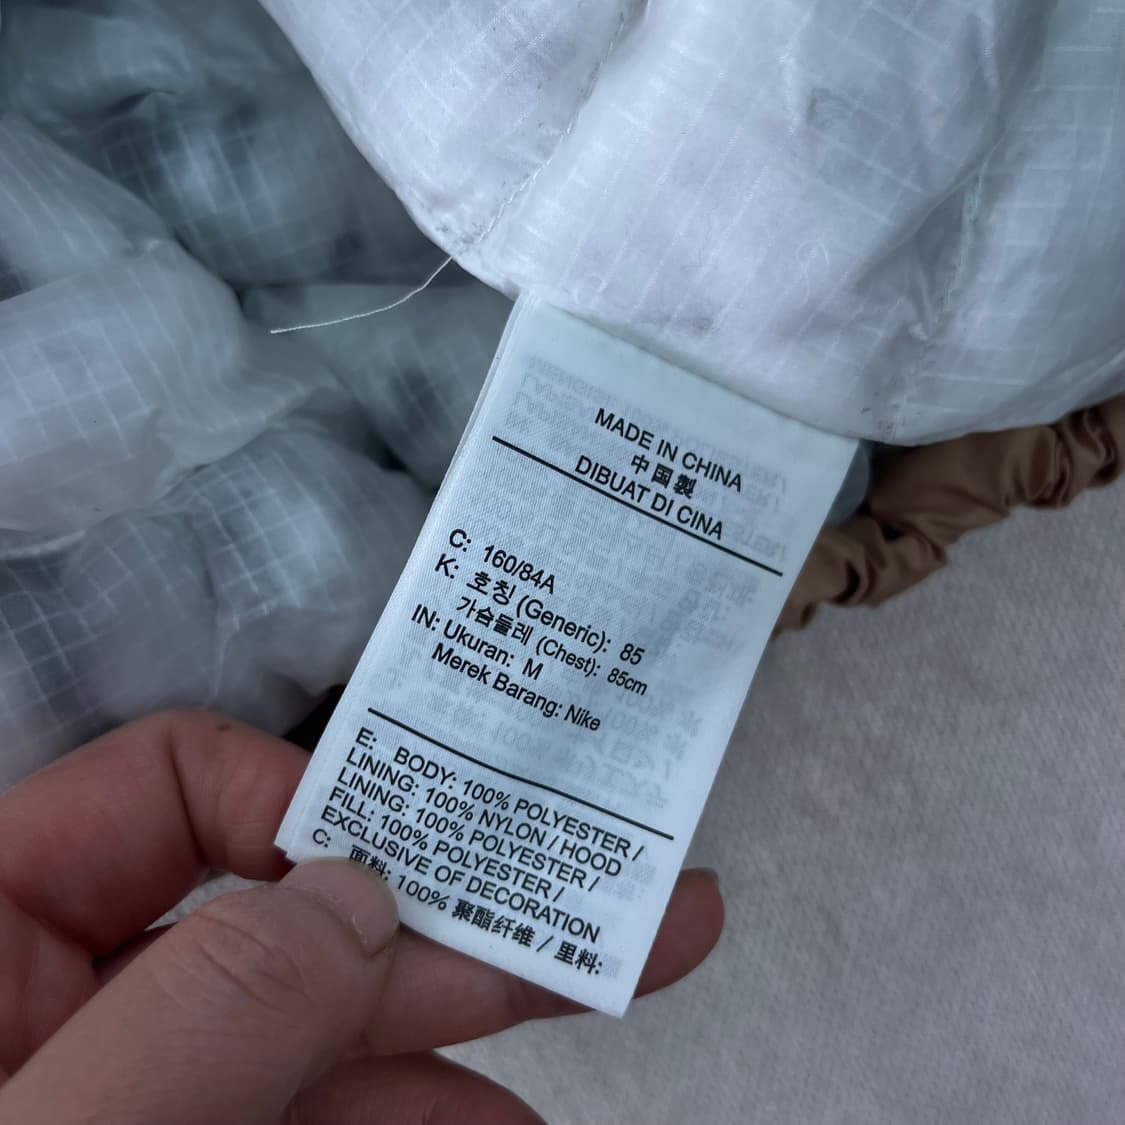 MADE IN CHINA
中国製
DIBUAT DI CINA
C: 160/84A
K: 호칭 (Generic): 85
가슴둘레 (Chest): 85cm
IN: Ukuran: M
Merek Barang: Nike
E: BODY: 100% POLYESTER /
LINING: 100% NYLON / HOOD
LINING: 100% POLYESTER /
FILL: 100% POLYESTER /
EXCLUSIVE OF DECORATION
C: 面料: 100% 聚酯纤维 / 里料: